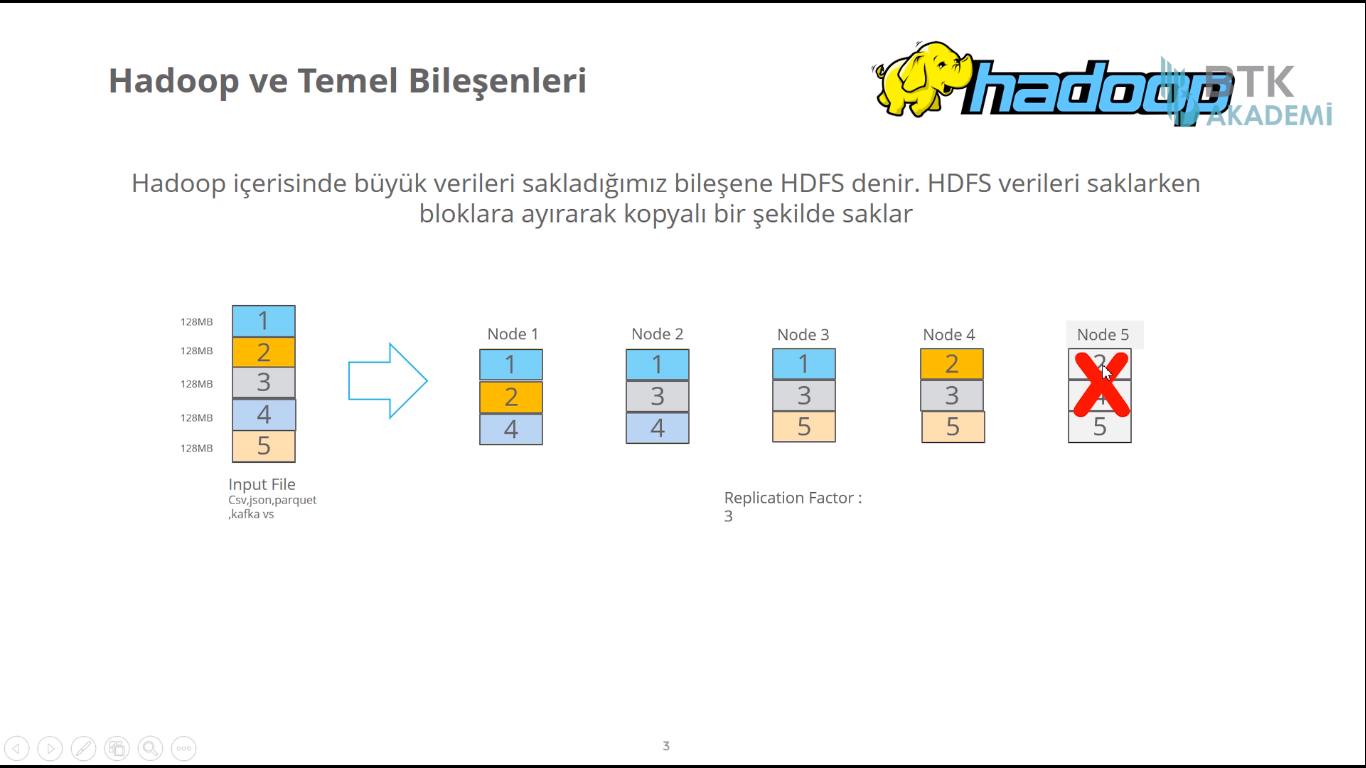 Hadoop ve Temel Bileşenleri
hadoop
BTK
AKADEMİ
Hadoop içerisinde büyük verileri sakladığımız bileşene HDFS denir. HDFS verileri saklarken
bloklara ayırarak kopyalı bir şekilde saklar
128MB 1
128MB 2
128MB 3
128MB 4
128MB 5
Input File
Csv,json,parquet
,kafka vs
Node 1
1
2
4
Node 2
1
3
4
Node 3
1
3
5
Node 4
2
3
5
Node 5
2
4
5
Replication Factor :
3
3